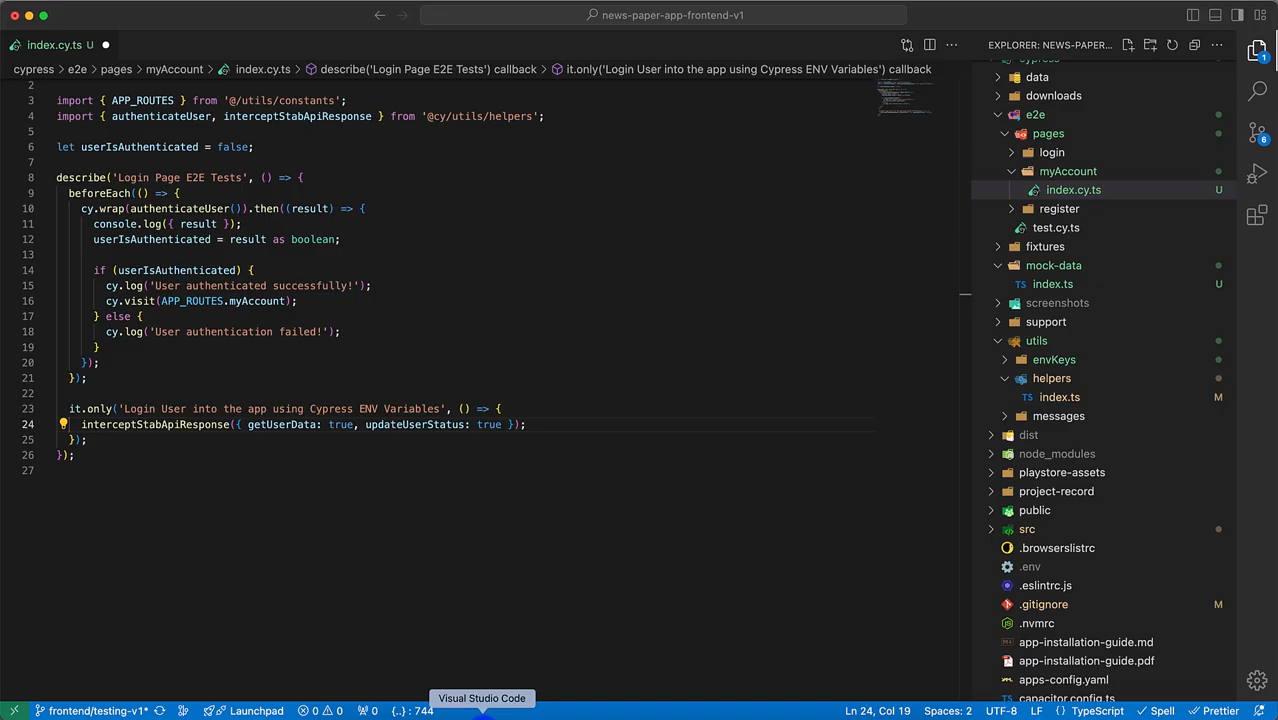 news-paper-app-frontend-v1
index.cy.ts U
EXPLORER: NEWS-PAPER...
cypress > e2e > pages > myAccount > index.cy.ts > describe('Login Page E2E Tests') callback > it.only('Login User into the app using Cypress ENV Variables') callback
2
3 import { APP_ROUTES } from '@/utils/constants';
4 import { authenticateUser, interceptStabApiResponse } from '@cy/utils/helpers';
5
6 let userIsAuthenticated = false;
7
8 describe('Login Page E2E Tests', () => {
9 beforeEach(() => {
10 cy.wrap(authenticateUser()).then((result) => {
11 console.log({ result });
12 userIsAuthenticated = result as boolean;
13
14 if (userIsAuthenticated) {
15 cy.log('User authenticated successfully!');
16 cy.visit(APP_ROUTES.myAccount);
17 } else {
18 cy.log('User authentication failed!');
19 }
20 });
21 });
22
23 it.only('Login User into the app using Cypress ENV Variables', () => {
24 interceptStabApiResponse({ getUserData: true, updateUserStatus: true });
25 });
26 });
27
cypress
data
downloads
e2e
pages
login
myAccount
index.cy.ts U
register
test.cy.ts
fixtures
mock-data
TS index.ts U
screenshots
support
utils
envKeys
helpers
TS index.ts M
messages
dist
node_modules
playstore-assets
project-record
public
src
.browserslistrc
.env
.eslintrc.js
.gitignore M
.nvmrc
app-installation-guide.md
app-installation-guide.pdf
apps-config.yaml
capacitor.config.ts
1
6
Visual Studio Code
frontend/testing-v1* Launchpad 0 0 0 {..} : 744 Ln 24, Col 19 Spaces: 2 UTF-8 LF {} TypeScript Spell Prettier